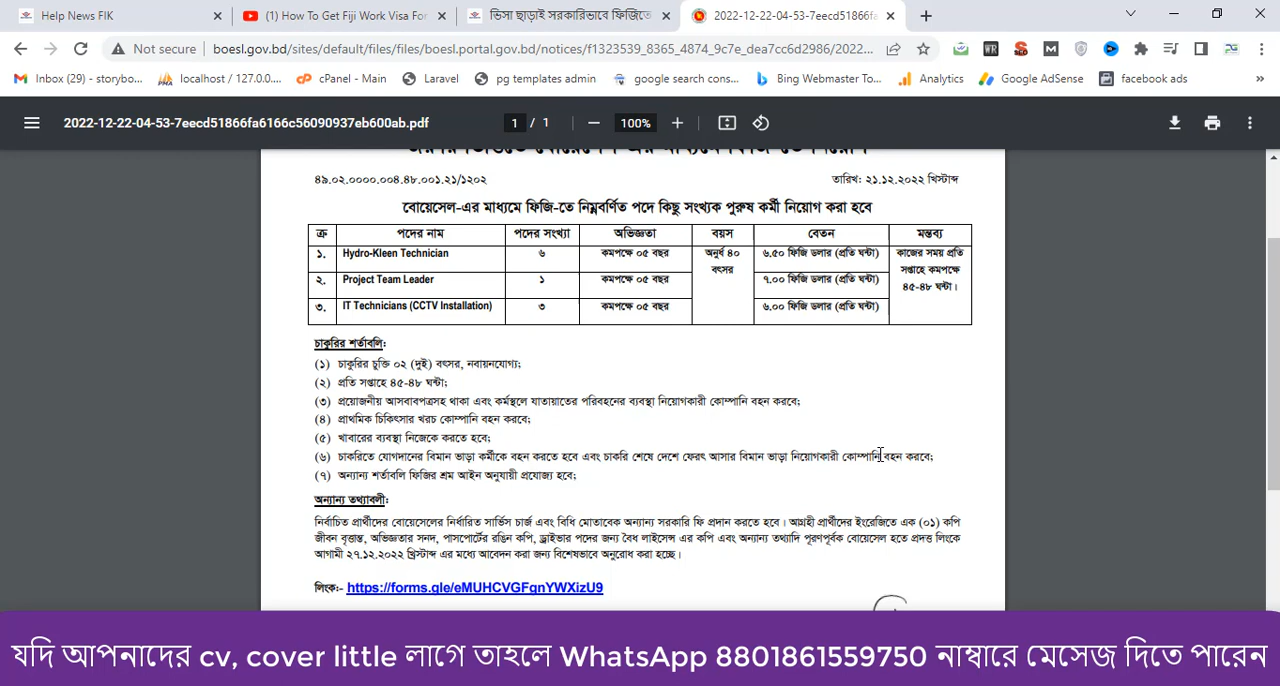 Help News FIK
(1) How To Get Fiji Work Visa For
ভিসা ছাড়াই সরকারিভাবে ফিজিতে
2022-12-22-04-53-7eecd51866fa
Not secure
boesl.gov.bd/sites/default/files/files/boesl.portal.gov.bd/notices/f1323539_8365_4874_9c7e_dea7cc6d2986/2022...
Inbox (29) - storybo...
localhost / 127.0.0....
cPanel - Main
Laravel
pg templates admin
google search cons...
Bing Webmaster To...
Analytics
Google AdSense
facebook ads
2022-12-22-04-53-7eecd51866fa6166c56090937eb600ab.pdf
1 / 1
100%
৪৯.০২.০০০০.০০৪.৪৮.০০১.২১/১২০২
তারিখ: ২১.১২.২০২২ খিস্টাব্দ
বোয়েসেল-এর মাধ্যমে ফিজি-তে নিম্নবর্ণিত পদে কিছু সংখ্যক পুরুষ কর্মী নিয়োগ করা হবে
ক্র পদের নাম পদের সংখ্যা অভিজ্ঞতা বয়স বেতন মন্তব্য
১. Hydro-Kleen Technician ৬ কমপক্ষে ০৫ বছর অনুর্ধ ৪০ ৬.৫০ ফিজি ডলার (প্রতি ঘন্টা) কাজের সময় প্রতি
বৎসর সপ্তাহে কমপক্ষে
২. Project Team Leader ১ কমপক্ষে ০৫ বছর ৭.০০ ফিজি ডলার (প্রতি ঘন্টা) ৪৫-৪৮ ঘন্টা।
৩. IT Technicians (CCTV Installation) ৩ কমপক্ষে ০৫ বছর ৬.০০ ফিজি ডলার (প্রতি ঘন্টা)
চাকুরির শর্তাবলি:
(১) চাকুরির চুক্তি ০২ (দুই) বৎসর, নবায়নযোগ্য;
(২) প্রতি সপ্তাহে ৪৫-৪৮ ঘন্টা;
(৩) প্রয়োজনীয় আসবাবপত্রসহ থাকা এবং কর্মস্থলে যাতায়াতের পরিবহনের ব্যবস্থা নিয়োগকারী কোম্পানি বহন করবে;
(৪) প্রাথমিক চিকিৎসার খরচ কোম্পানি বহন করবে;
(৫) খাবারের ব্যবস্থা নিজেকে করতে হবে;
(৬) চাকরিতে যোগদানের বিমান ভাড়া কর্মীকে বহন করতে হবে এবং চাকরি শেষে দেশে ফেরৎ আসার বিমান ভাড়া নিয়োগকারী কোম্পানি বহন করবে;
(৭) অন্যান্য শর্তাবলি ফিজির শ্রম আইন অনুযায়ী প্রযোজ্য হবে;
অন্যান্য তথ্যাবলী:
নির্বাচিত প্রার্থীদের বোয়েসেলের নির্ধারিত সার্ভিস চার্জ এবং বিধি মোতাবেক অন্যান্য সরকারি ফি প্রদান করতে হবে। আগ্রহী প্রার্থীদের ইংরেজিতে এক (০১) কপি
জীবন বৃত্তান্ত, অভিজ্ঞতার সনদ, পাসপোর্টের রঙিন কপি, ড্রাইভার পদের জন্য বৈধ লাইসেন্স এর কপি এবং অন্যান্য তথ্যাদি পূরণপূর্বক বোয়েসেল হতে প্রদত্ত লিংকে
আগামী ২৭.১২.২০২২ খ্রিস্টাব্দ এর মধ্যে আবেদন করা জন্য বিশেষভাবে অনুরোধ করা হচ্ছে।
লিংক:- https://forms.gle/eMUHCVGFgnYWXizU9
যদি আপনাদের cv, cover little লাগে তাহলে WhatsApp 8801861559750 নাম্বারে মেসেজ দিতে পারেন